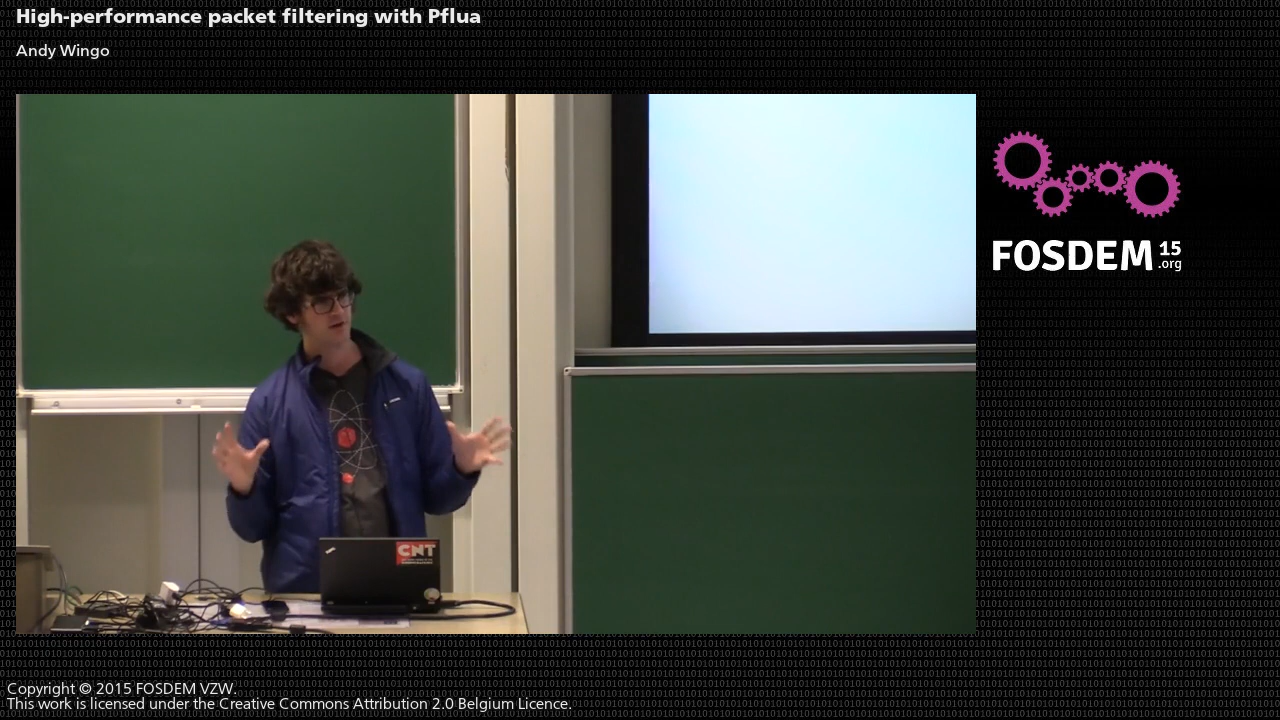 High-performance packet filtering with Pflua
Andy Wingo
FOSDEM 15
.org
CNT
Copyright © 2015 FOSDEM VZW.
This work is licensed under the Creative Commons Attribution 2.0 Belgium Licence.